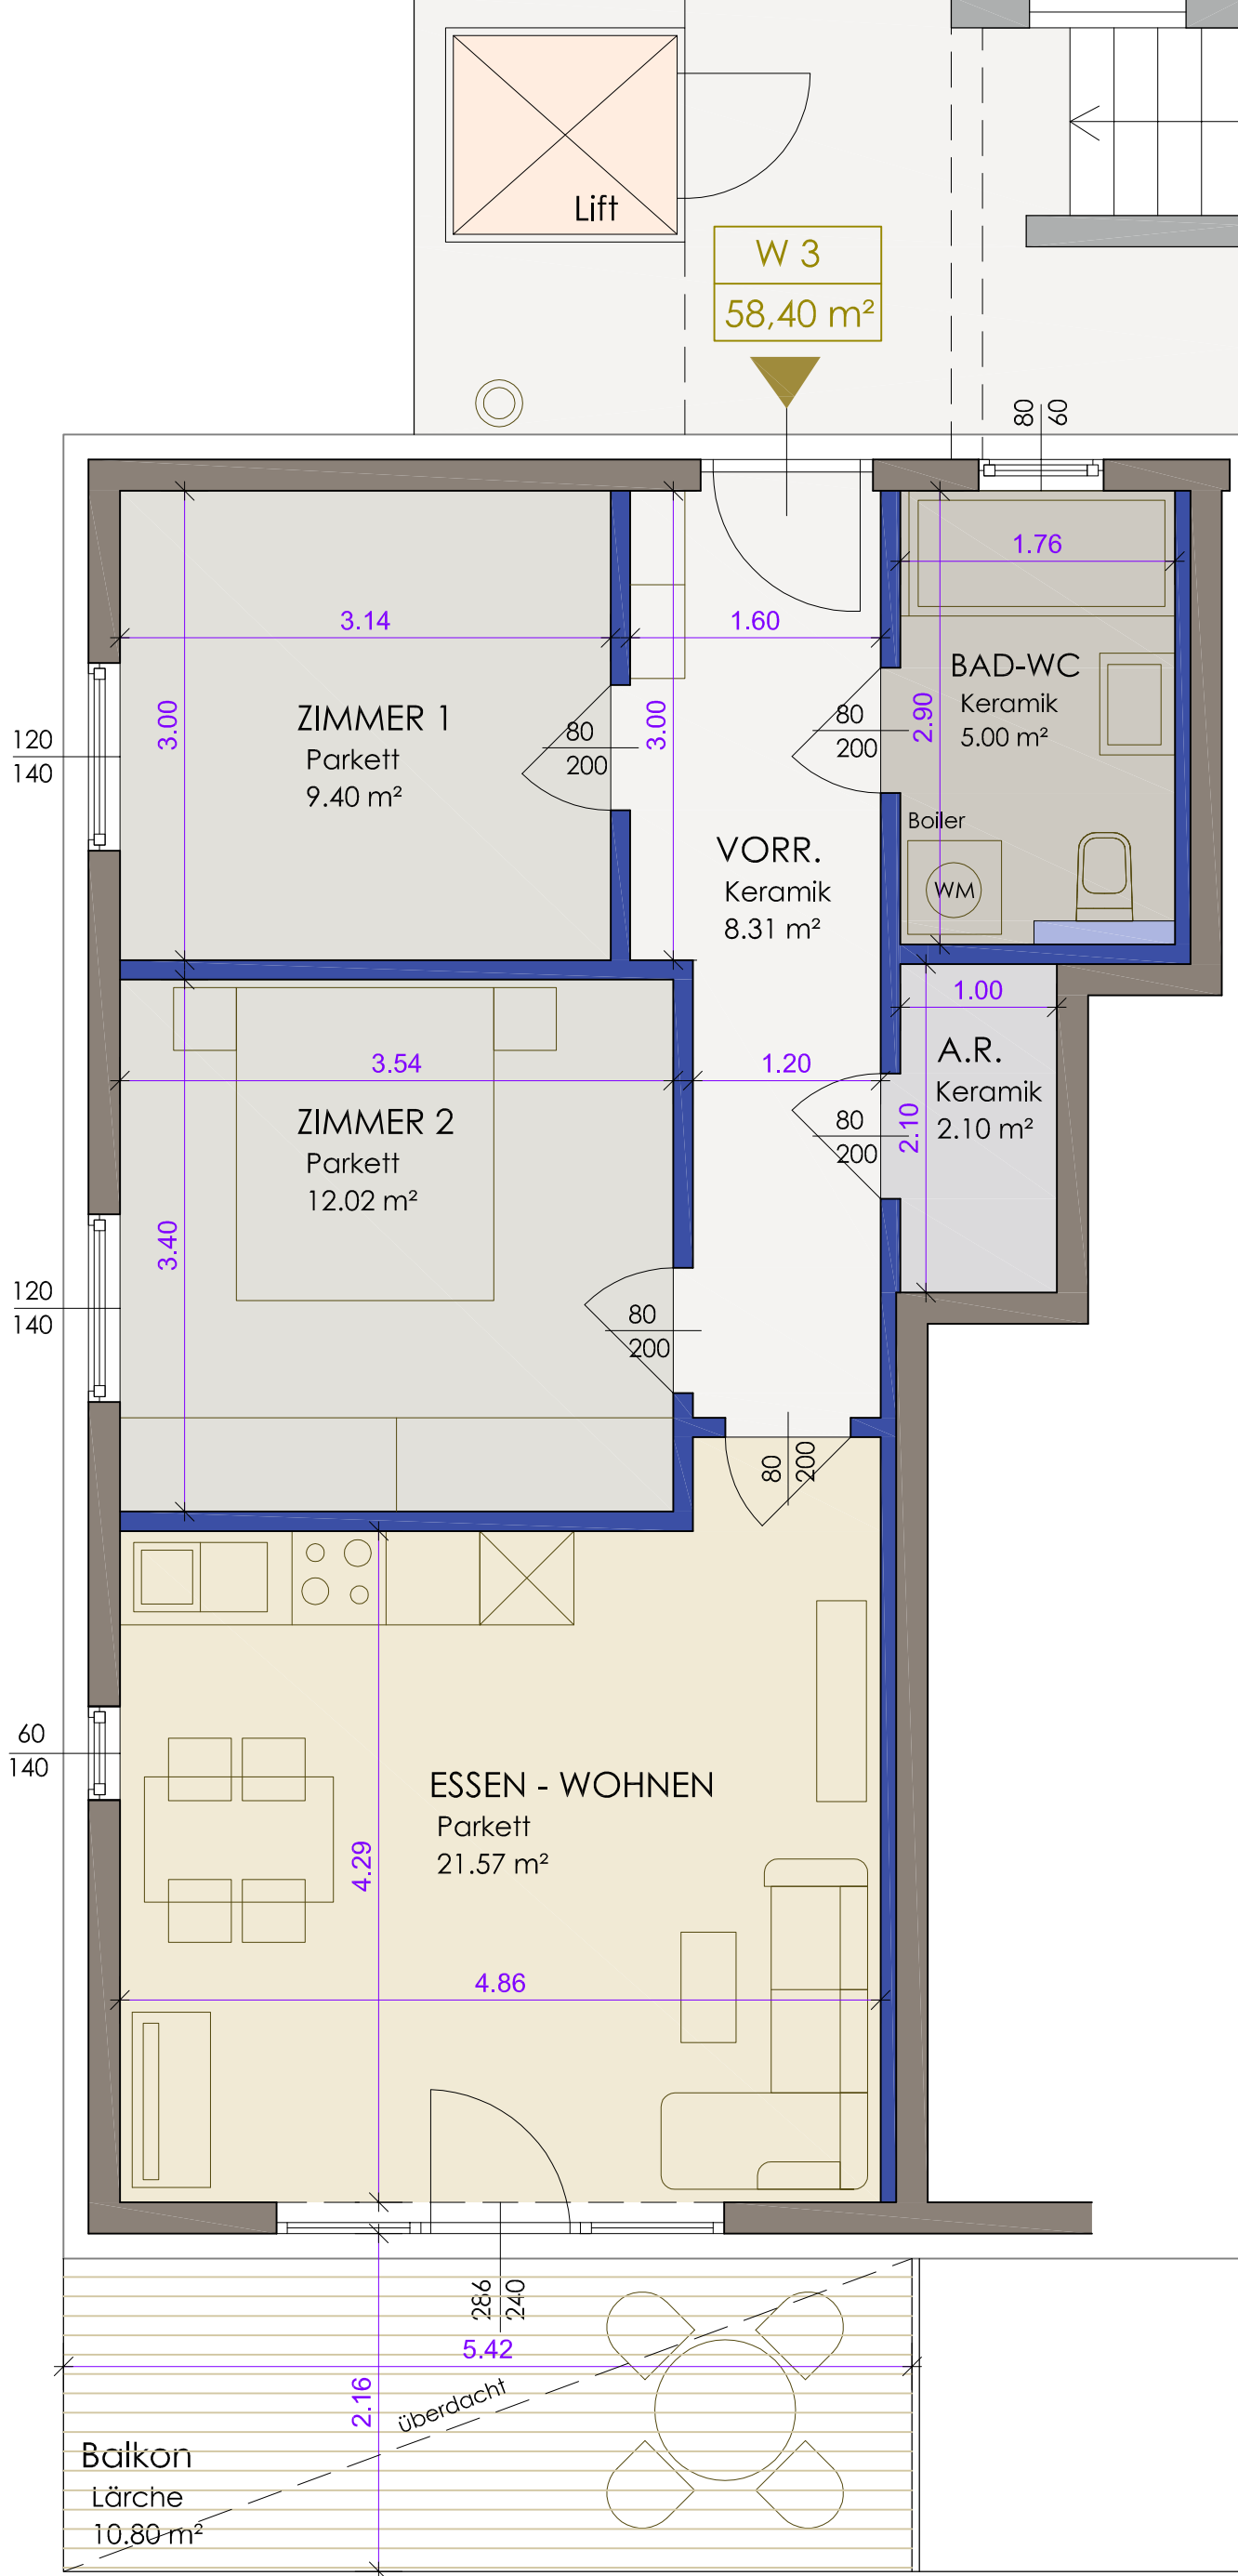 Lift
W 3
58,40 m²
80
60
1.76
3.14
1.60
BAD-WC
Keramik
5.00 m²
2.90
ZIMMER 1
Parkett
9.40 m²
3.00
3.00
80
200
80
200
120
140
Boiler
WM
VORR.
Keramik
8.31 m²
1.00
A.R.
Keramik
2.10 m²
2.10
3.54
1.20
ZIMMER 2
Parkett
12.02 m²
80
200
3.40
120
140
80
200
80
200
60
140
ESSEN - WOHNEN
Parkett
21.57 m²
4.29
4.86
286
240
5.42
2.16
überdacht
Balkon
Lärche
10.80 m²